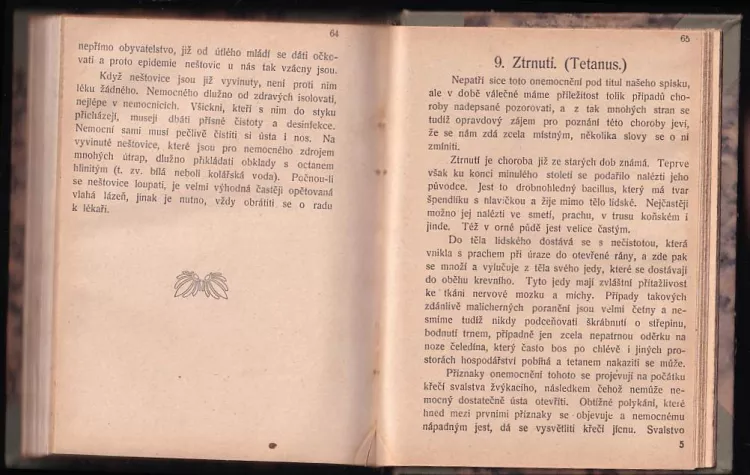 64
nepřímo obyvatelstvo, již od útlého mládí se dáti očko-
vati a proto epidemie neštovic u nás tak vzácny jsou.
Když neštovice jsou již vyvinuty, není proti nim
léku žádného. Nemocného dlužno od zdravých isolovati,
nejlépe v nemocnicích. Všickni, kteří s ním do styku
přicházejí, musejí dbáti přísné čistoty a desinfekce.
Nemocní sami musí pečlivě čistiti si ústa i nos. Na
vyvinuté neštovice, které jsou pro nemocného zdrojem
mnohých útrap, dlužno přikládati obklady s octanem
hlinitým (t. zv. bílá neboli kolářská voda). Počnou-li
se neštovice loupati, je velmi výhodná častěji opětovaná
vlahá lázeň, jinak je nutno, vždy obrátiti se o radu
k lékaři.
65
9. Ztrnutí. (Tetanus.)
Nepatří sice toto onemocnění pod titul našeho spisku,
ale v době válečné máme příležitost tolik případů cho-
roby nadepsané pozorovati, a z tak mnohých stran se
tudíž opravdový zájem pro poznání této choroby jeví,
že se nám zdá zcela místným, několika slovy se o ní
zmíniti.
Ztrnutí je choroba již ze starých dob známá. Teprve
však ku konci minulého století se podařilo nalézti jeho
původce. Jest to drobnohledný bacillus, který má tvar
špendlíku s hlavičkou a žije mimo tělo lidské. Nejčastěji
možno jej nalézti ve smetí, prachu, v trusu koňském i
jinde. Též v orné půdě jest velice častým.
Do těla lidského dostává se s nečistotou, která
vnikla s prachem při úraze do otevřené rány, a zde pak
se množí a vylučuje z těla svého jedy, které se dostávají
do oběhu krevního. Tyto jedy mají zvláštní přitažlivost
ke tkáni nervové mozku a míchy. Případy takových
zdánlivě malicherných poranění jsou velmi četny a ne-
smíme tudíž nikdy podceňovati škrábnutí o střepinu,
bodnutí trnem, případně jen zcela nepatrnou oděrku na
noze čeledína, který často bos po chlévě i jiných pro-
storách hospodářství pobíhá a tetanem nakaziti se může.
Příznaky onemocnění tohoto se projevují na počátku
křečí svalstva žvýkacího, následkem čehož nemůže ne-
mocný dostatečně ústa otevříti. Obtížné polykání, které
hned mezi prvními příznaky se objevuje a nemocnému
nápadným jest, dá se vysvětliti křečí jícnu. Svalstvo
5